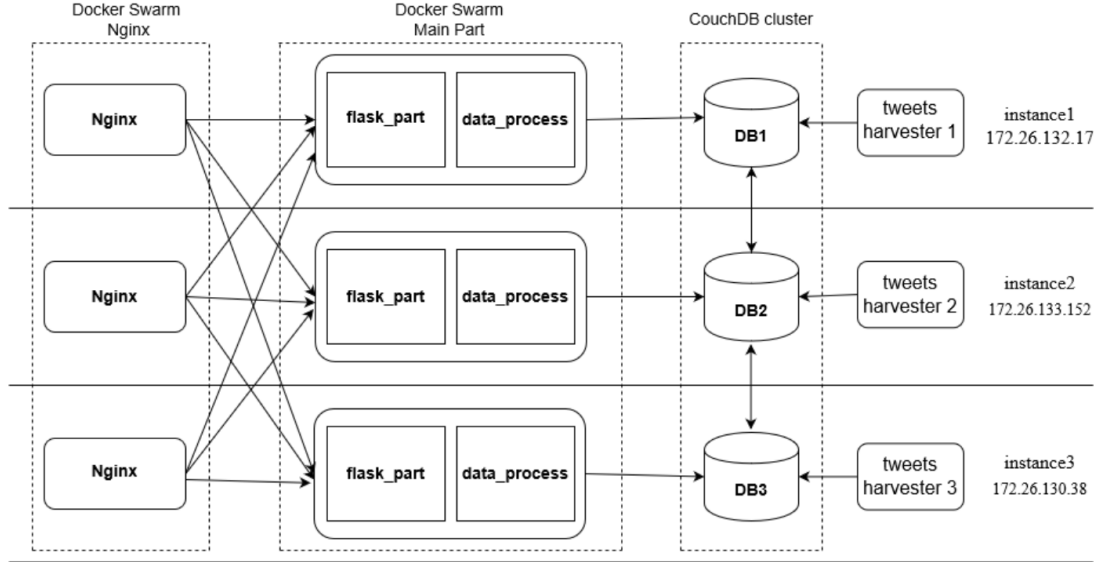 Docker Swarm
Nginx
Docker Swarm
Main Part
CouchDB cluster
Nginx
flask_part
data_process
DB1
tweets
harvester 1
instance1
172.26.132.17
Nginx
flask_part
data_process
DB2
tweets
harvester 2
instance2
172.26.133.152
Nginx
flask_part
data_process
DB3
tweets
harvester 3
instance3
172.26.130.38